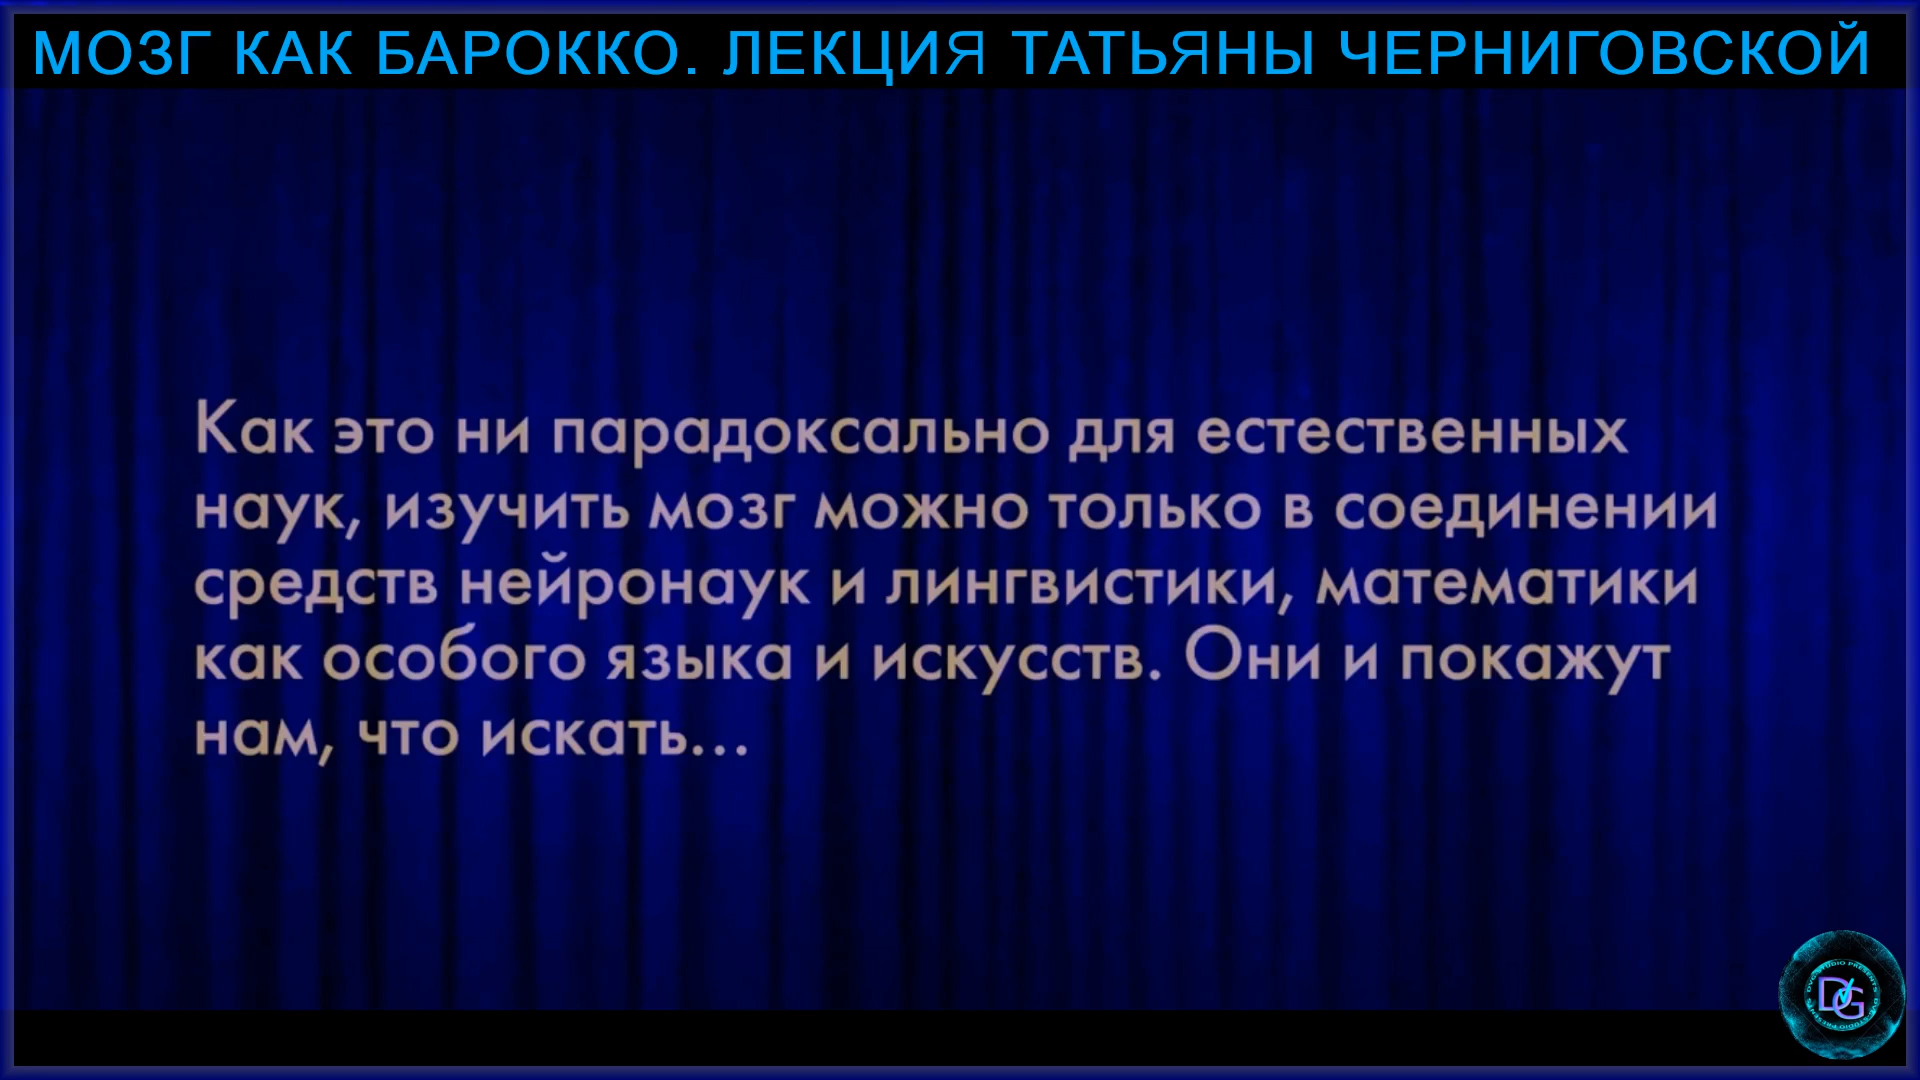 МОЗГ КАК БАРОККО. ЛЕКЦИЯ ТАТЬЯНЫ ЧЕРНИГОВСКОЙ
Как это ни парадоксально для естественных
наук, изучить мозг можно только в соединении
средств нейронаук и лингвистики, математики
как особого языка и искусств. Они и покажут
нам, что искать...